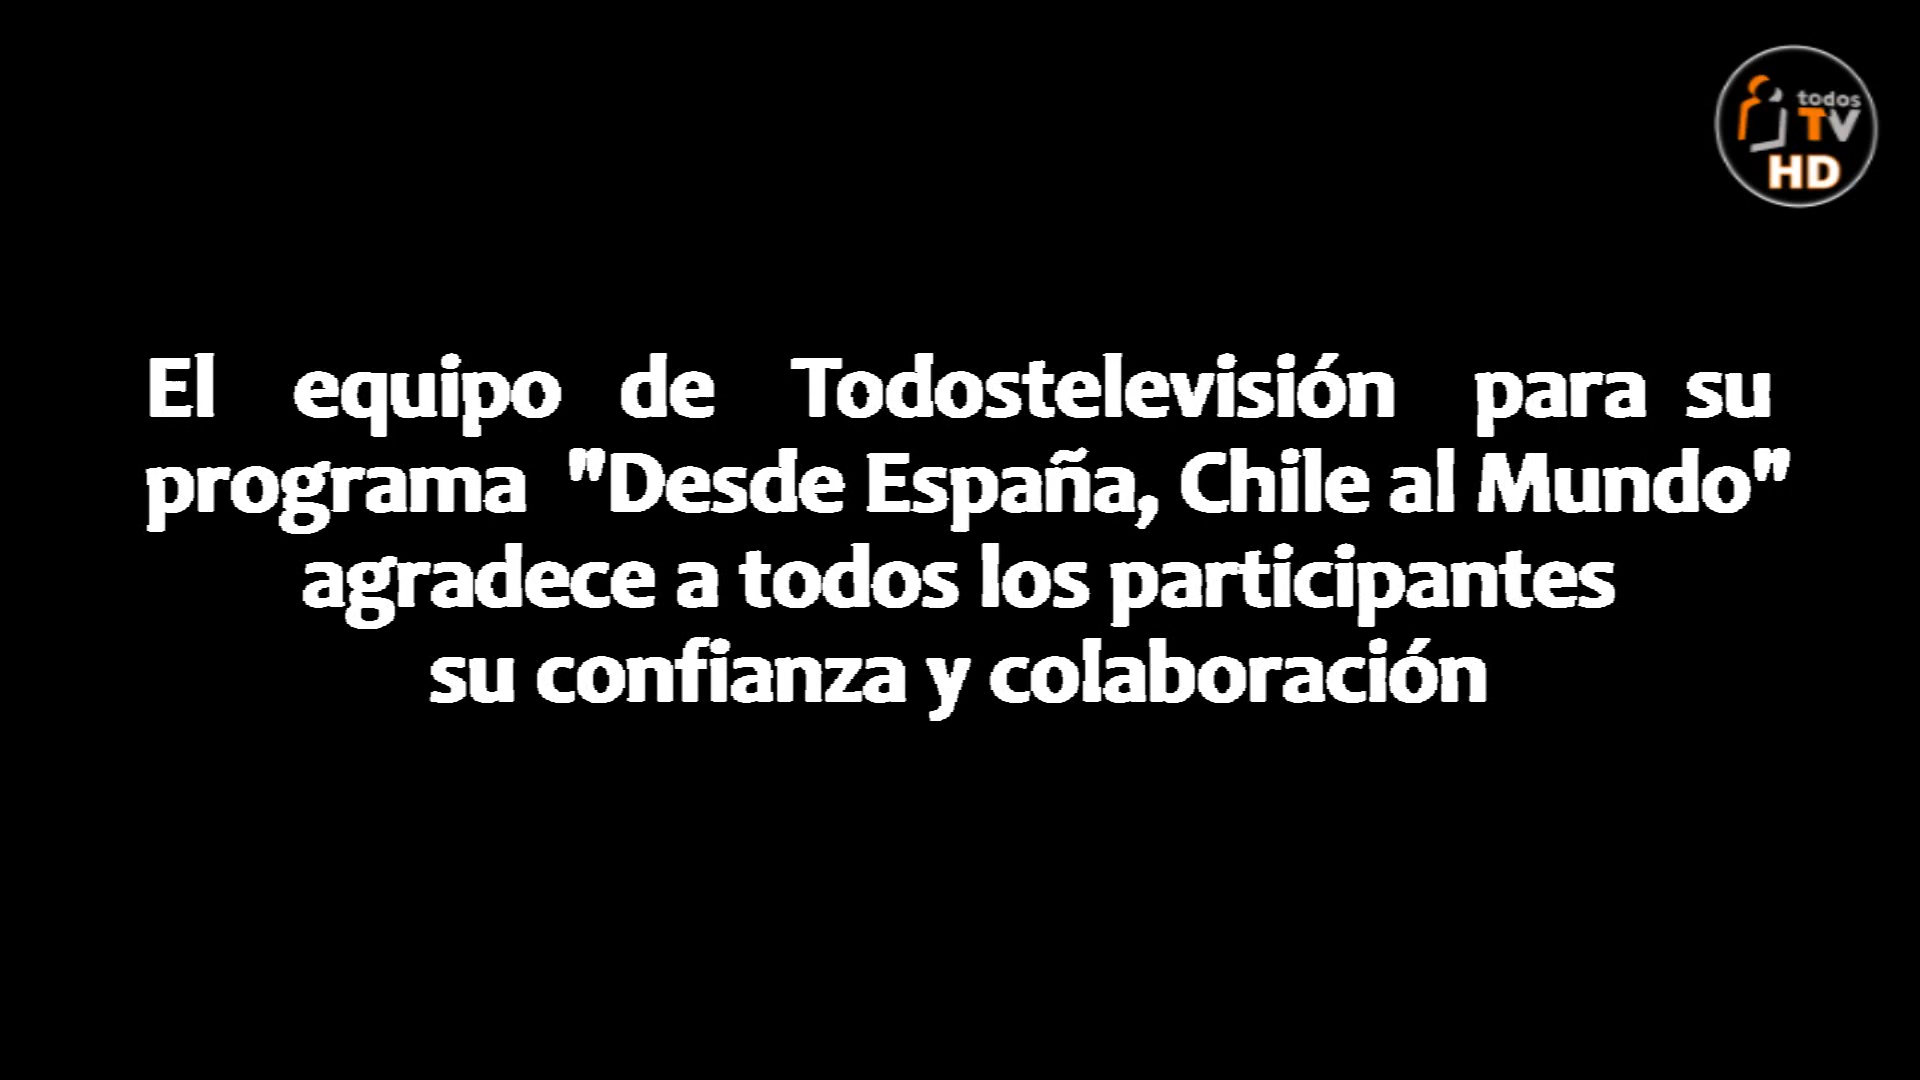 todos
TV
HD
El equipo de Todostelevisión para su
programa "Desde España, Chile al Mundo"
agradece a todos los participantes
su confianza y colaboración